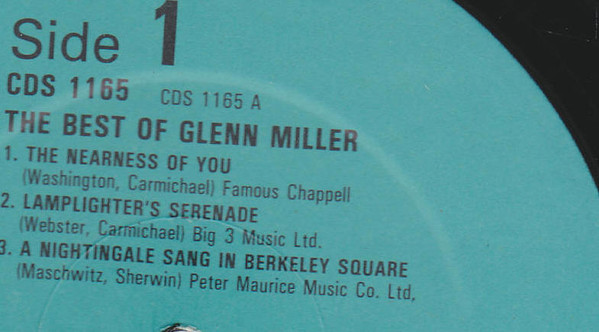 Side 1
CDS 1165 CDS 1165 A
THE BEST OF GLENN MILLER
1. THE NEARNESS OF YOU
(Washington, Carmichael) Famous Chappell
2. LAMPLIGHTER'S SERENADE
(Webster, Carmichael) Big 3 Music Ltd.
3. A NIGHTINGALE SANG IN BERKELEY SQUARE
(Maschwitz, Sherwin) Peter Maurice Music Co. Ltd,